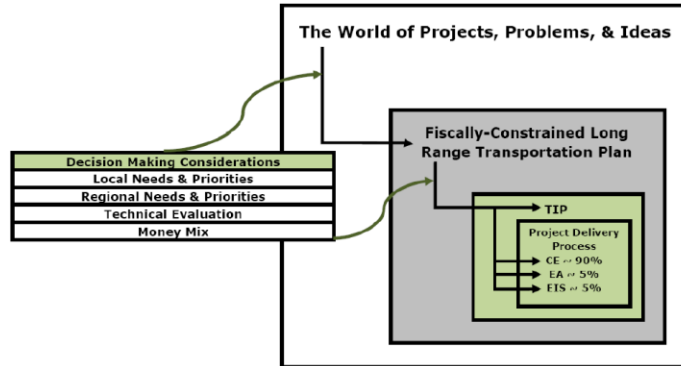 The World of Projects, Problems, & Ideas
Fiscally-Constrained Long
Range Transportation Plan
Decision Making Considerations
Local Needs & Priorities
Regional Needs & Priorities
Technical Evaluation
Money Mix
TIP
Project Delivery
Process
CE ~ 90%
EA ~ 5%
EIS ~ 5%